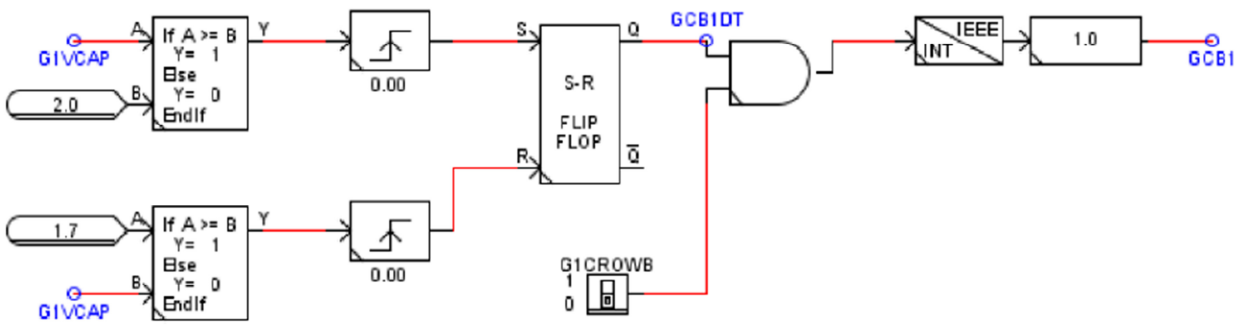 GCB1DT
A
If A >= B
Y
Y= 1
G1VCAP
Else
B
Y= 0
2.0
EndIf
0.00
S
Q
S-R
FLIP
FLOP
R
Q
IEEE
INT
1.0
GCB1
A
If A >= B
Y
1.7
Y= 1
Else
B
Y= 0
G1VCAP
EndIf
0.00
G1CROWB
1
0